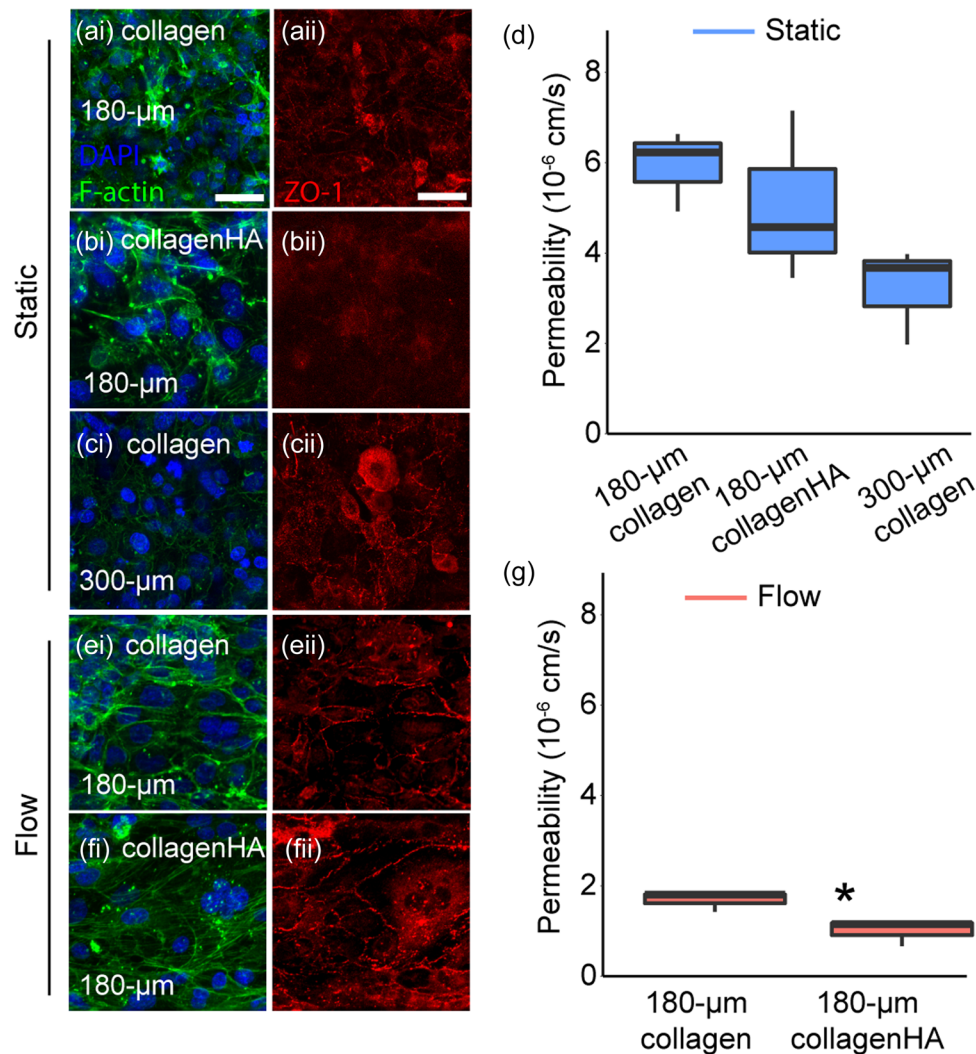 Static
(ai) collagen
180-µm
DAPI
F-actin
(aii)
ZO-1
(bi) collagenHA
180-µm
(bii)
(ci) collagen
300-µm
(cii)
Flow
(ei) collagen
180-µm
(eii)
(fi) collagenHA
180-µm
(fii)
(d)
Static
Permeability (10⁻⁶ cm/s)
8
6
4
2
0
180-µm
collagen
180-µm
collagenHA
300-µm
collagen
(g)
Flow
Permeability (10⁻⁶ cm/s)
8
6
4
2
0
*
180-µm
collagen
180-µm
collagenHA